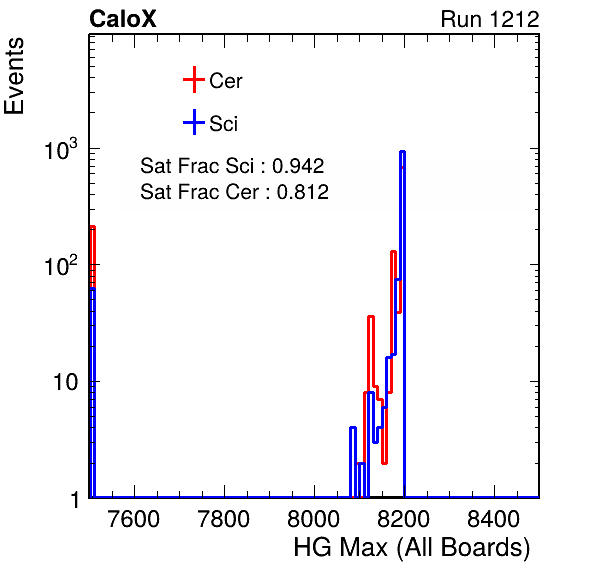 CaloX Run 1212
Events
Cer
Sci
Sat Frac Sci : 0.942
Sat Frac Cer : 0.812
10³
10²
10
1
7600 7800 8000 8200 8400
HG Max (All Boards)